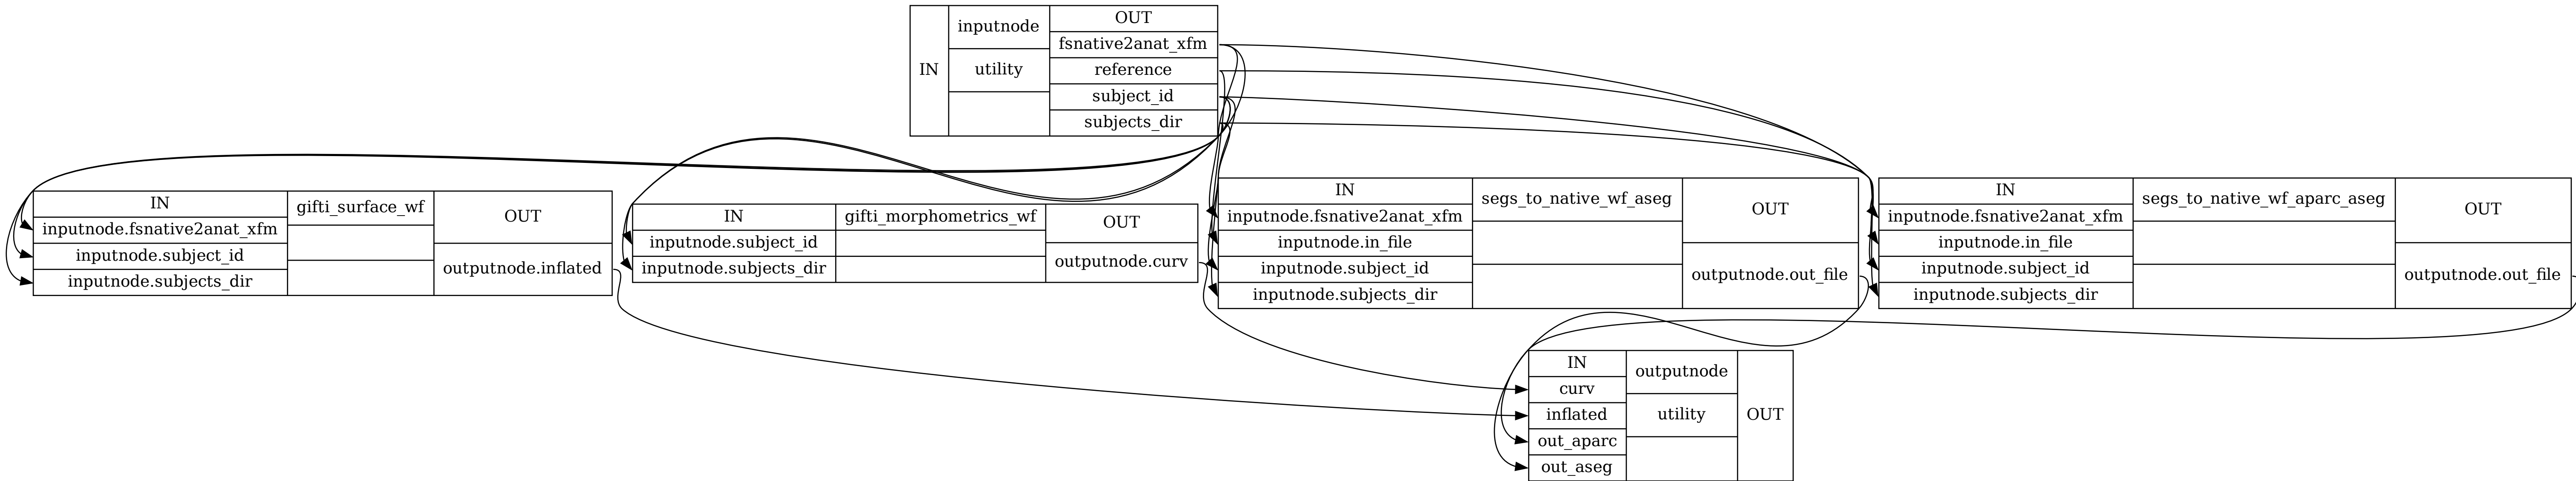 IN
inputnode
utility
OUT
fsnative2anat_xfm
reference
subject_id
subjects_dir
IN
inputnode.fsnative2anat_xfm
inputnode.subject_id
inputnode.subjects_dir
gifti_surface_wf
OUT
outputnode.inflated
IN
inputnode.subject_id
inputnode.subjects_dir
gifti_morphometrics_wf
OUT
outputnode.curv
IN
inputnode.fsnative2anat_xfm
inputnode.in_file
inputnode.subject_id
inputnode.subjects_dir
segs_to_native_wf_aseg
OUT
outputnode.out_file
IN
inputnode.fsnative2anat_xfm
inputnode.in_file
inputnode.subject_id
inputnode.subjects_dir
segs_to_native_wf_aparc_aseg
OUT
outputnode.out_file
IN
curv
inflated
out_aparc
out_aseg
outputnode
utility
OUT